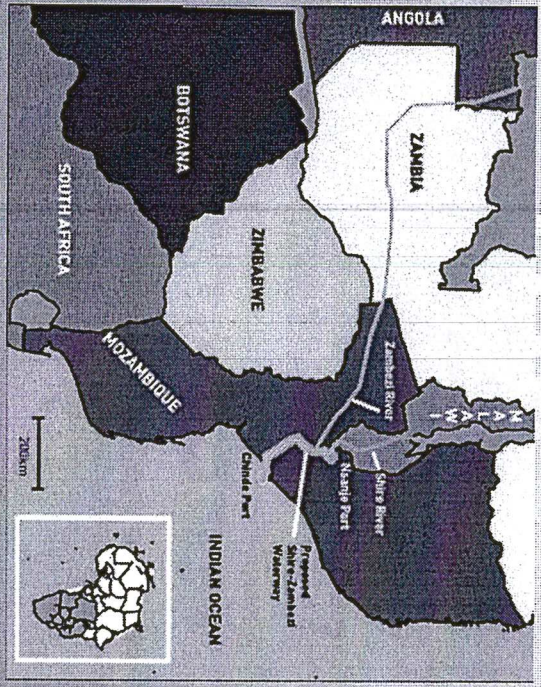 ANGOLA
ZAMBIA
BOTSWANA
ZIMBABWE
SOUTH AFRICA
MOZAMBIQUE
MALAWI
Zambezi River
Shire River
Nsanje Port
Chinde Port
Proposed
Shire-Zambezi
Waterway
INDIAN OCEAN
200km